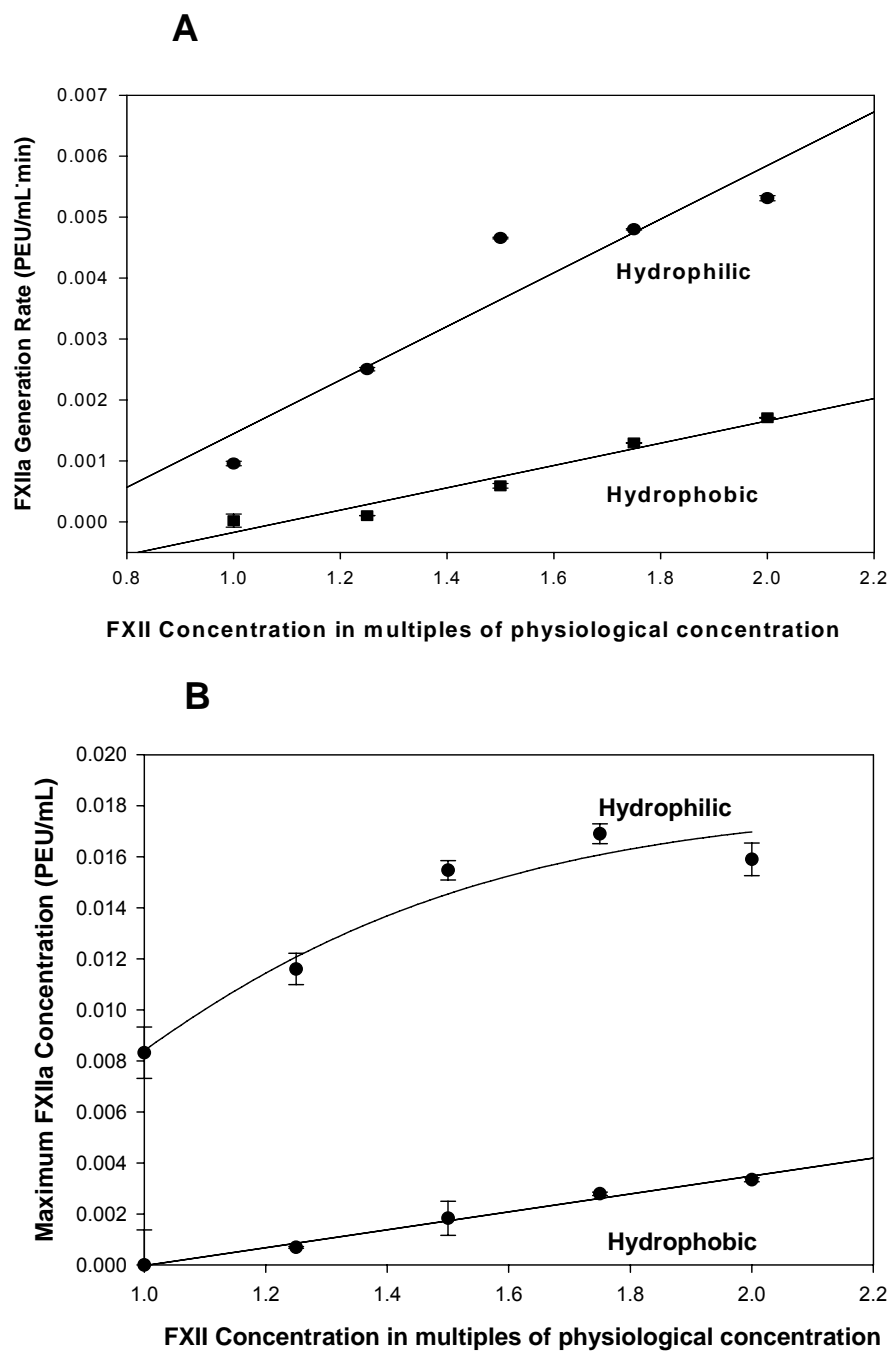 A
FXIIa Generation Rate (PEU/mL·min)
0.007
0.006
0.005
0.004
0.003
0.002
0.001
0.000
Hydrophilic
Hydrophobic
0.8 1.0 1.2 1.4 1.6 1.8 2.0 2.2
FXII Concentration in multiples of physiological concentration
B
Maximum FXIIa Concentration (PEU/mL)
0.020
0.018
0.016
0.014
0.012
0.010
0.008
0.006
0.004
0.002
0.000
Hydrophilic
Hydrophobic
1.0 1.2 1.4 1.6 1.8 2.0 2.2
FXII Concentration in multiples of physiological concentration